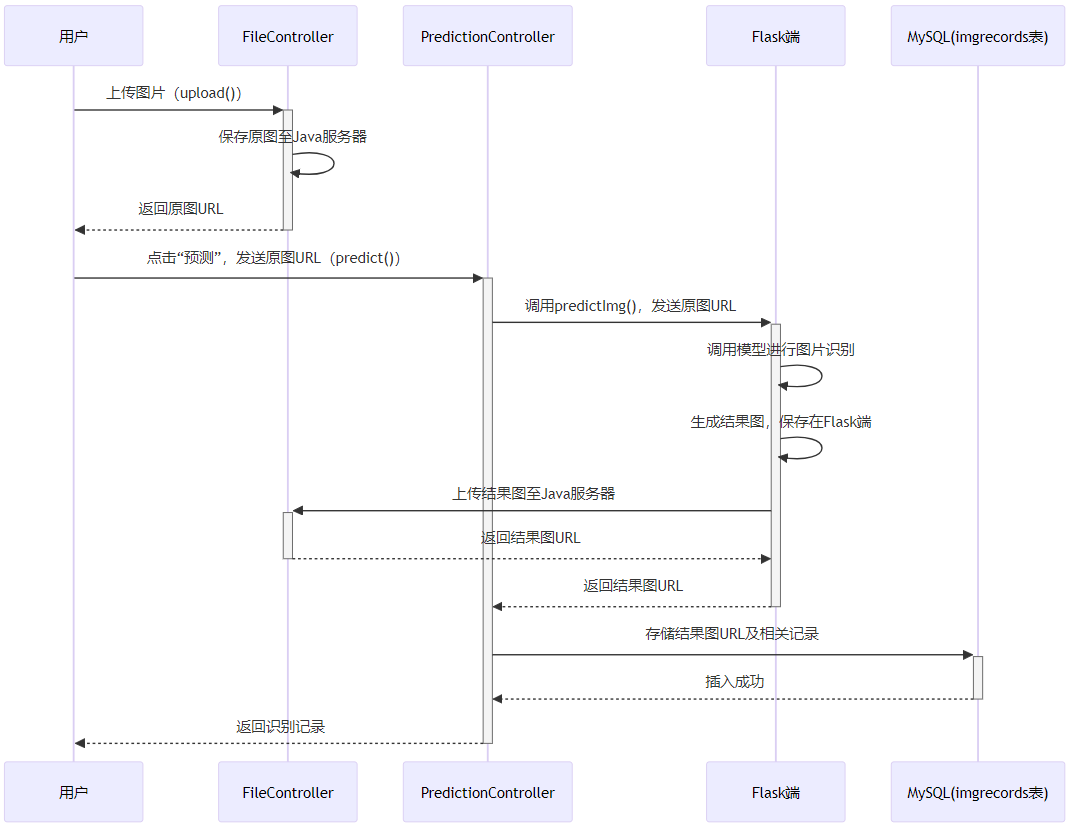 用户
FileController
PredictionController
Flask端
MySQL(imgrecords表)
上传图片（upload()）
保存原图至Java服务器
返回原图URL
点击“预测”，发送原图URL（predict()）
调用predictImg()，发送原图URL
调用模型进行图片识别
生成结果图，保存在Flask端
上传结果图至Java服务器
返回结果图URL
返回结果图URL
存储结果图URL及相关记录
插入成功
返回识别记录
用户
FileController
PredictionController
Flask端
MySQL(imgrecords表)